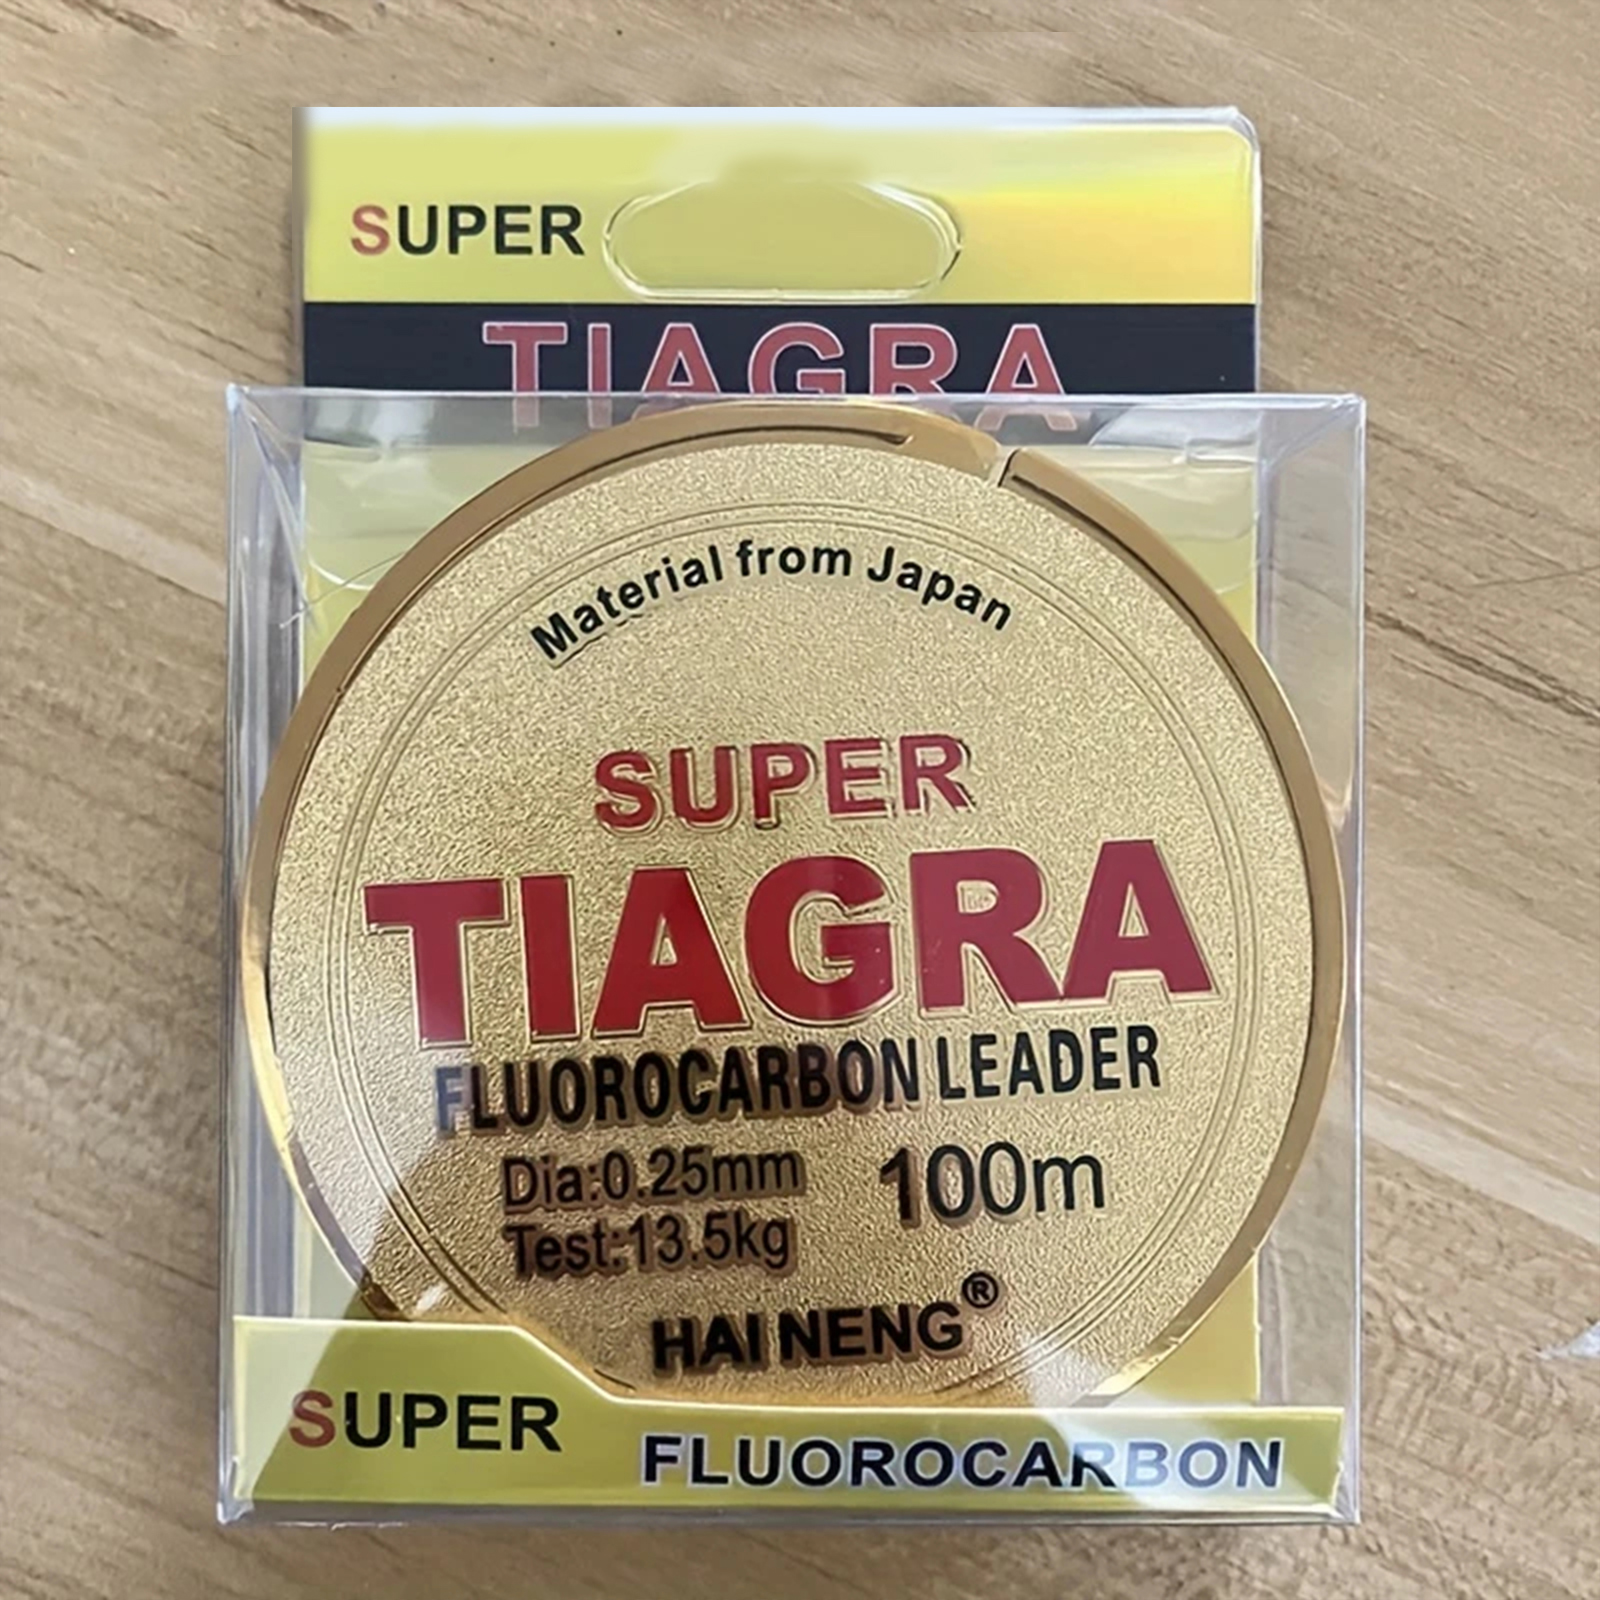 SUPER
TIAGRA
Material from Japan
SUPER
TIAGRA
FLUOROCARBON LEADER
Dia:0.25mm 100m
Test:13.5kg
HAI NENG®
SUPER
FLUOROCARBON